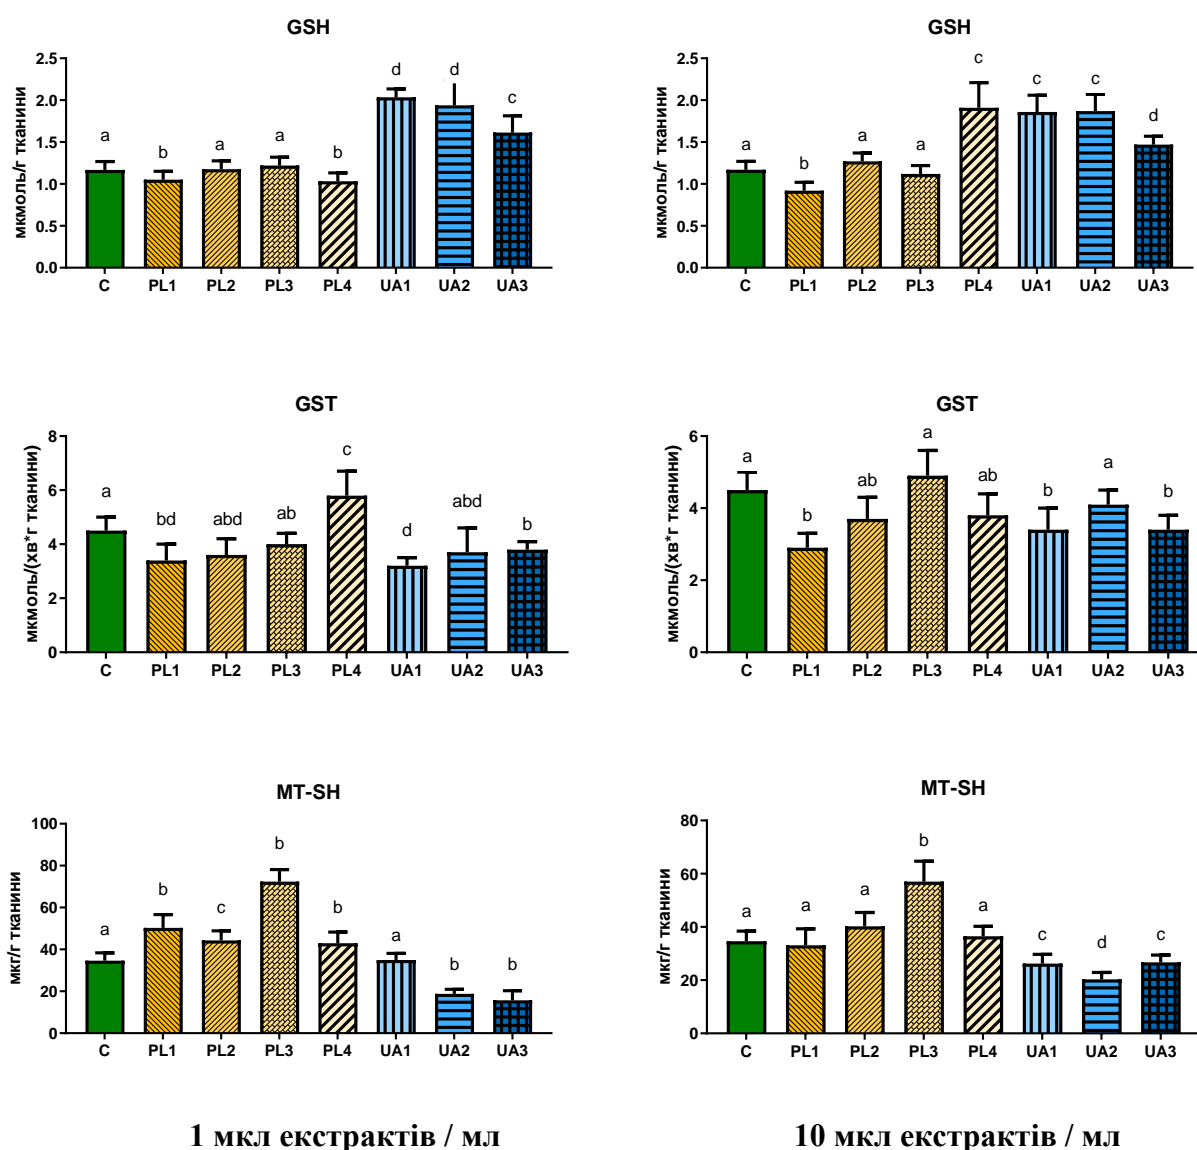 GSH
мкмоль/г тканини
2.5
2.0
1.5
1.0
0.5
0.0
a b a a b d d c
C PL1 PL2 PL3 PL4 UA1 UA2 UA3
GSH
мкмоль/г тканини
2.5
2.0
1.5
1.0
0.5
0.0
a b a a c c c d
C PL1 PL2 PL3 PL4 UA1 UA2 UA3
GST
мкмоль/(хв*г тканини)
8
6
4
2
0
a bd abd ab c d abd b
C PL1 PL2 PL3 PL4 UA1 UA2 UA3
GST
мкмоль/(хв*г тканини)
6
4
2
0
a b ab a ab b a b
C PL1 PL2 PL3 PL4 UA1 UA2 UA3
MT-SH
мкг/г тканини
100
80
60
40
20
0
a b c b b a b b
C PL1 PL2 PL3 PL4 UA1 UA2 UA3
MT-SH
мкг/г тканини
80
60
40
20
0
a a a b a c d c
C PL1 PL2 PL3 PL4 UA1 UA2 UA3
1 мкл екстрактів / мл
10 мкл екстрактів / мл